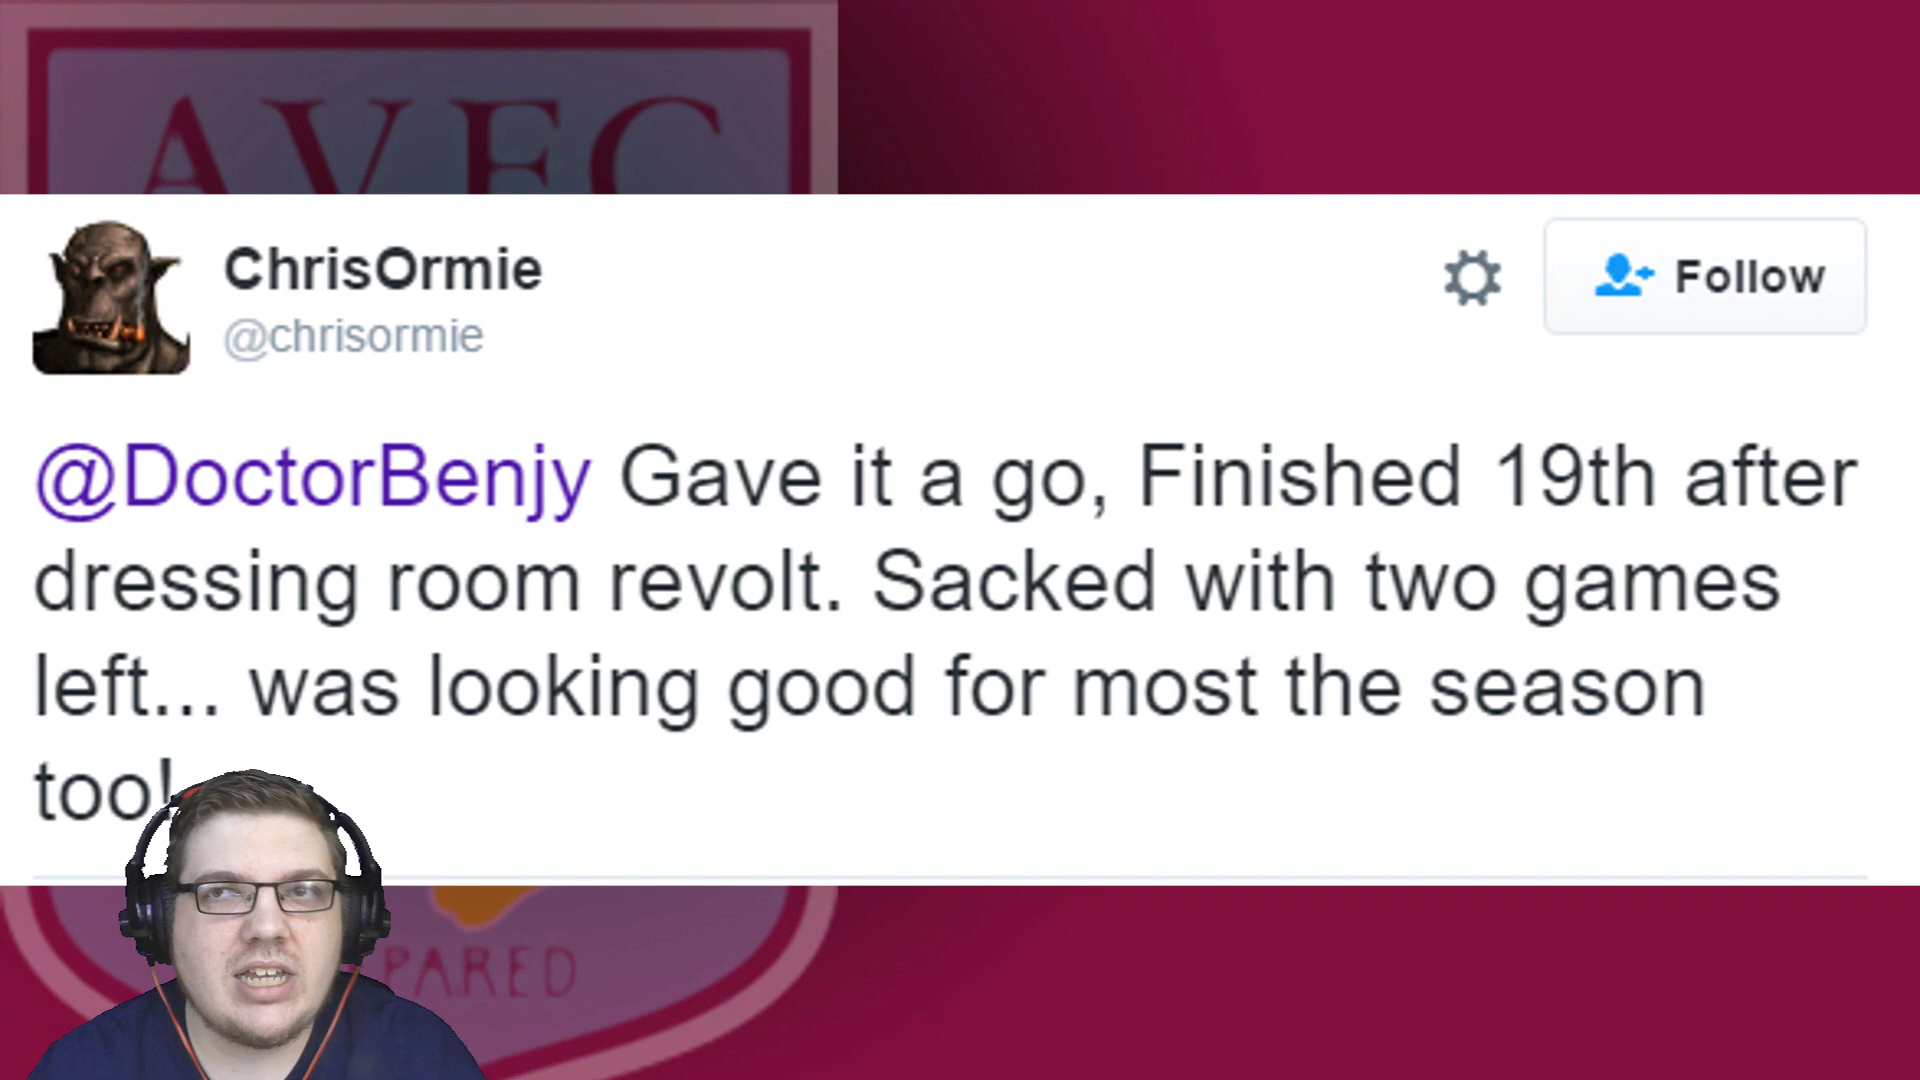 AVFC
ChrisOrmie
@chrisormie
Follow
@DoctorBenjy Gave it a go, Finished 19th after
dressing room revolt. Sacked with two games
left... was looking good for most the season
too!
PARED